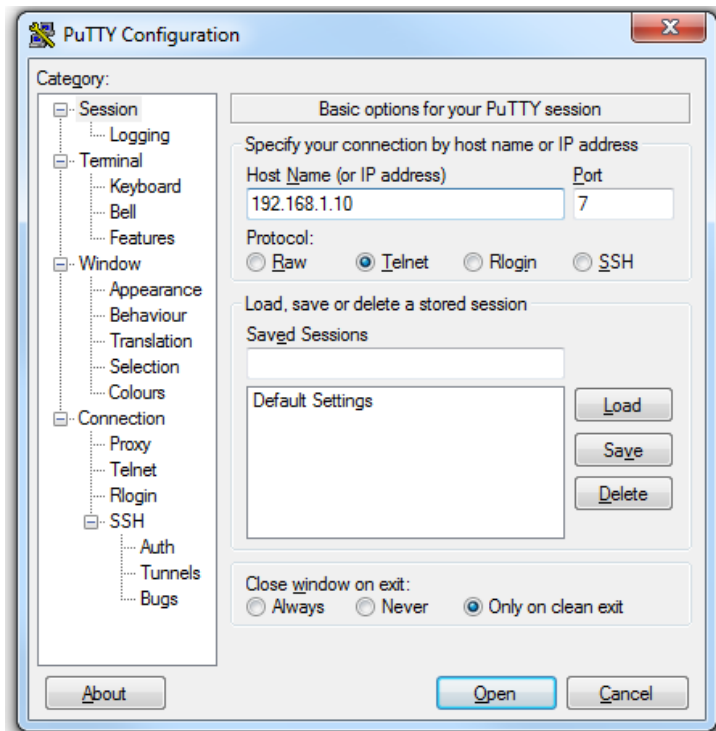 PuTTY Configuration
Category:
Session
Logging
Terminal
Keyboard
Bell
Features
Window
Appearance
Behaviour
Translation
Selection
Colours
Connection
Proxy
Telnet
Rlogin
SSH
Auth
Tunnels
Bugs
Basic options for your PuTTY session
Specify your connection by host name or IP address
Host Name (or IP address) Port
192.168.1.10 7
Protocol:
Raw Telnet Rlogin SSH
Load, save or delete a stored session
Saved Sessions
Default Settings
Load
Save
Delete
Close window on exit:
Always Never Only on clean exit
About Open Cancel